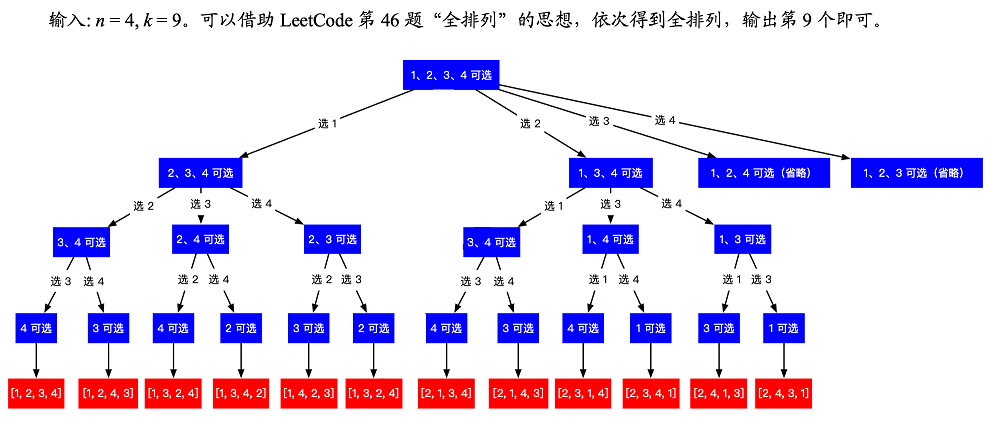 输入: n = 4, k = 9。可以借助 LeetCode 第 46 题“全排列”的思想，依次得到全排列，输出第 9 个即可。
1、2、3、4 可选
选 1
选 2
选 3
选 4
2、3、4 可选
1、3、4 可选
1、2、4 可选（省略）
1、2、3 可选（省略）
选 2
选 3
选 4
选 1
选 3
选 4
3、4 可选
2、4 可选
2、3 可选
3、4 可选
1、4 可选
1、3 可选
选 3
选 4
选 2
选 4
选 2
选 3
选 3
选 4
选 1
选 4
选 1
选 3
4 可选
3 可选
4 可选
2 可选
3 可选
2 可选
4 可选
3 可选
4 可选
1 可选
3 可选
1 可选
[1, 2, 3, 4]
[1, 2, 4, 3]
[1, 3, 2, 4]
[1, 3, 4, 2]
[1, 4, 2, 3]
[1, 3, 2, 4]
[2, 1, 3, 4]
[2, 1, 4, 3]
[2, 3, 1, 4]
[2, 3, 4, 1]
[2, 4, 1, 3]
[2, 4, 3, 1]